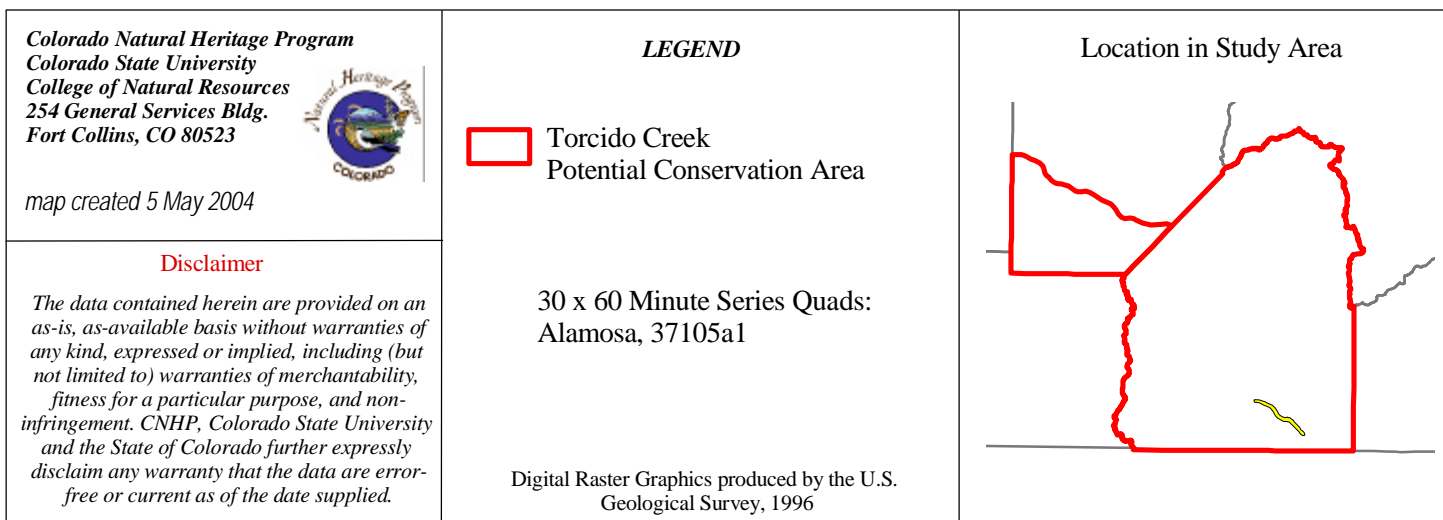 Colorado Natural Heritage Program
Colorado State University
College of Natural Resources
254 General Services Bldg.
Fort Collins, CO 80523
Natural Heritage Program
COLORADO
map created 5 May 2004
Disclaimer
The data contained herein are provided on an
as-is, as-available basis without warranties of
any kind, expressed or implied, including (but
not limited to) warranties of merchantability,
fitness for a particular purpose, and non-
infringement. CNHP, Colorado State University
and the State of Colorado further expressly
disclaim any warranty that the data are error-
free or current as of the date supplied.
LEGEND
Torcido Creek
Potential Conservation Area
30 x 60 Minute Series Quads:
Alamosa, 37105a1
Digital Raster Graphics produced by the U.S.
Geological Survey, 1996
Location in Study Area